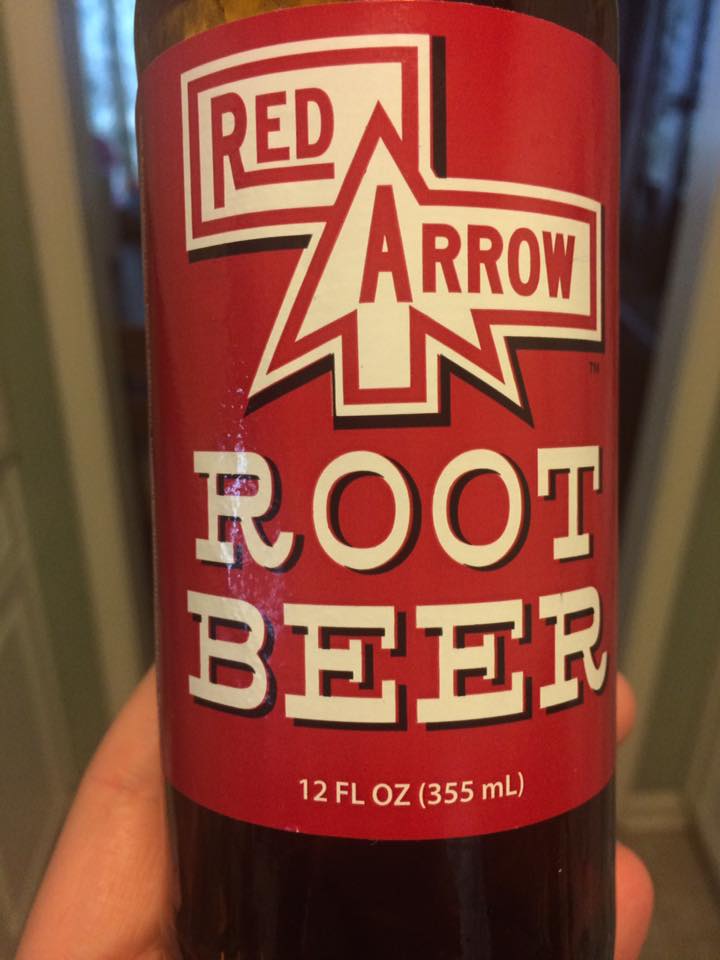 RED
ARROW
™
ROOT
BEER
12 FL OZ (355 mL)